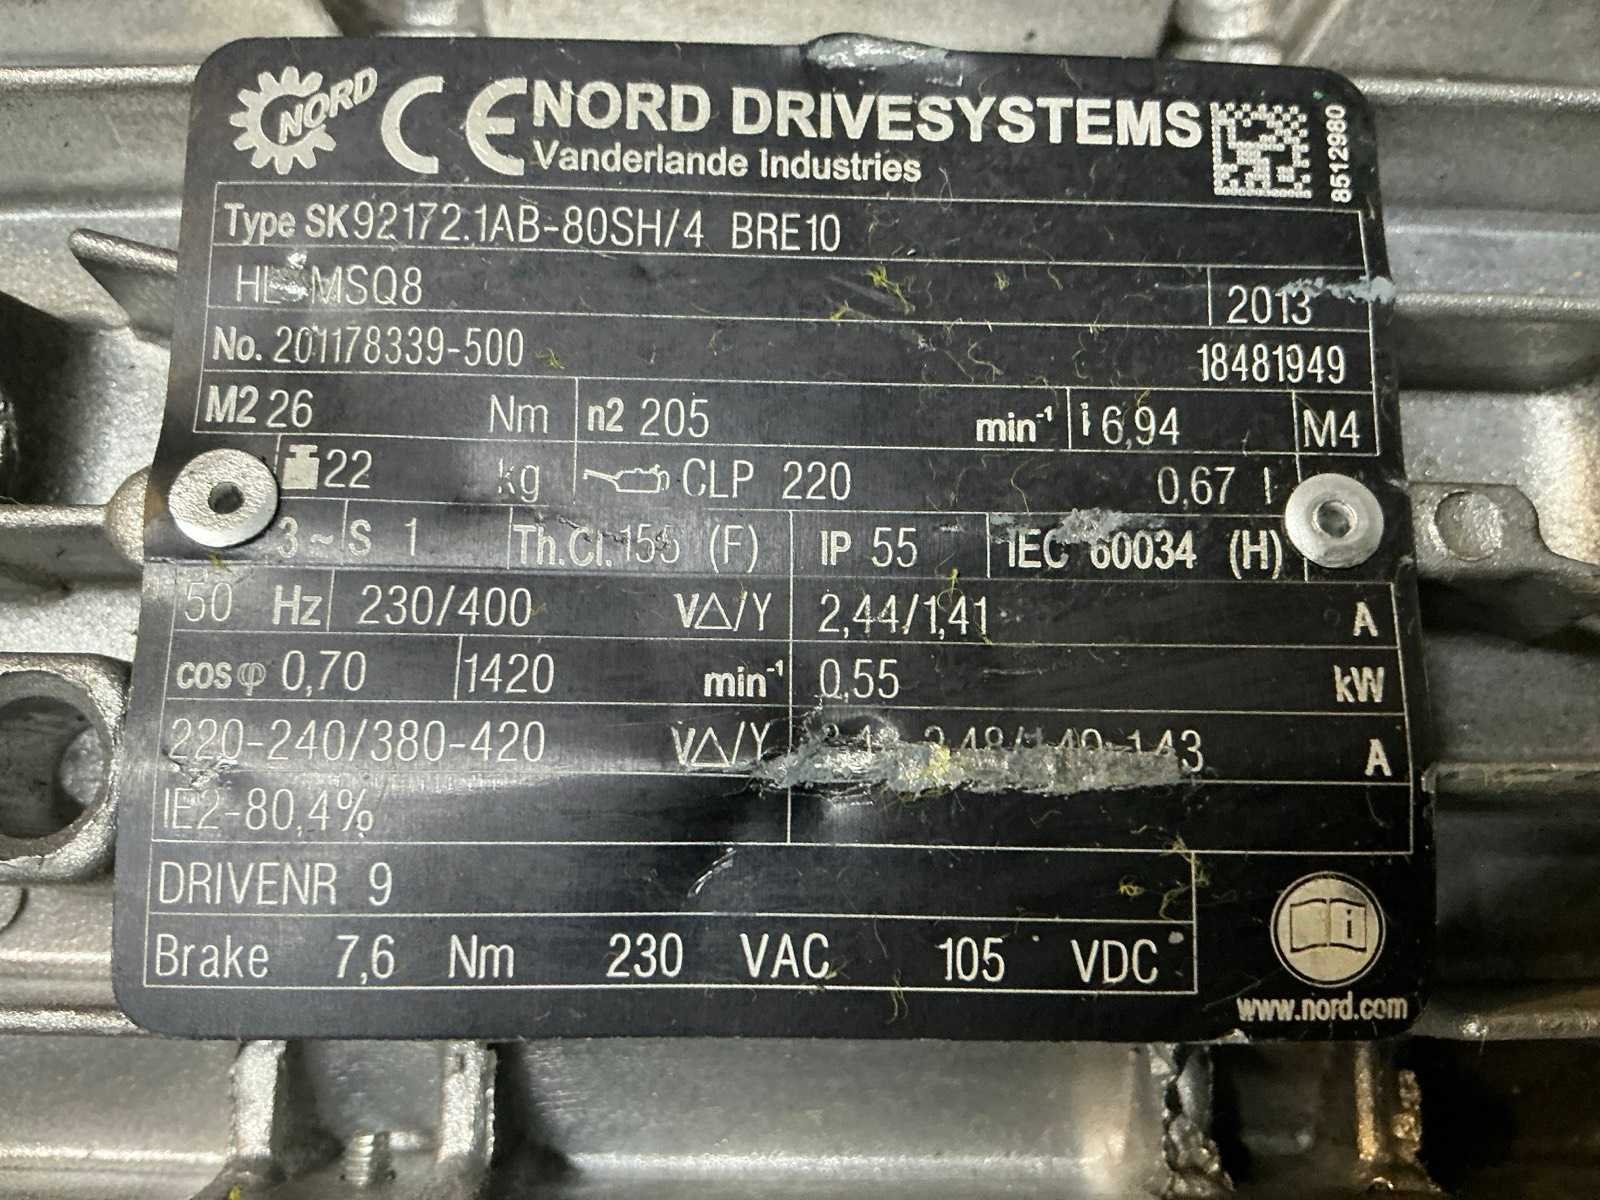 NORD
CE NORD DRIVESYSTEMS
Vanderlande Industries
8512980
Type SK92172.1AB-80SH/4 BRE10
MSQ8 2013
No. 201178339-500 18481949
M2 26 Nm n2 205 min-1 i 6,94 M4
22 kg CLP 220 0,67 l
3~ S 1 Th.Cl. 155 (F) IP 55 IEC 60034 (H)
50 Hz 230/400 V△/Y 2,44/1,41 A
cosφ 0,70 1420 min-1 0,55 kW
220-240/380-420 V△/Y A
IE2-80,4%
DRIVENR 9
Brake 7,6 Nm 230 VAC 105 VDC
i
www.nord.com